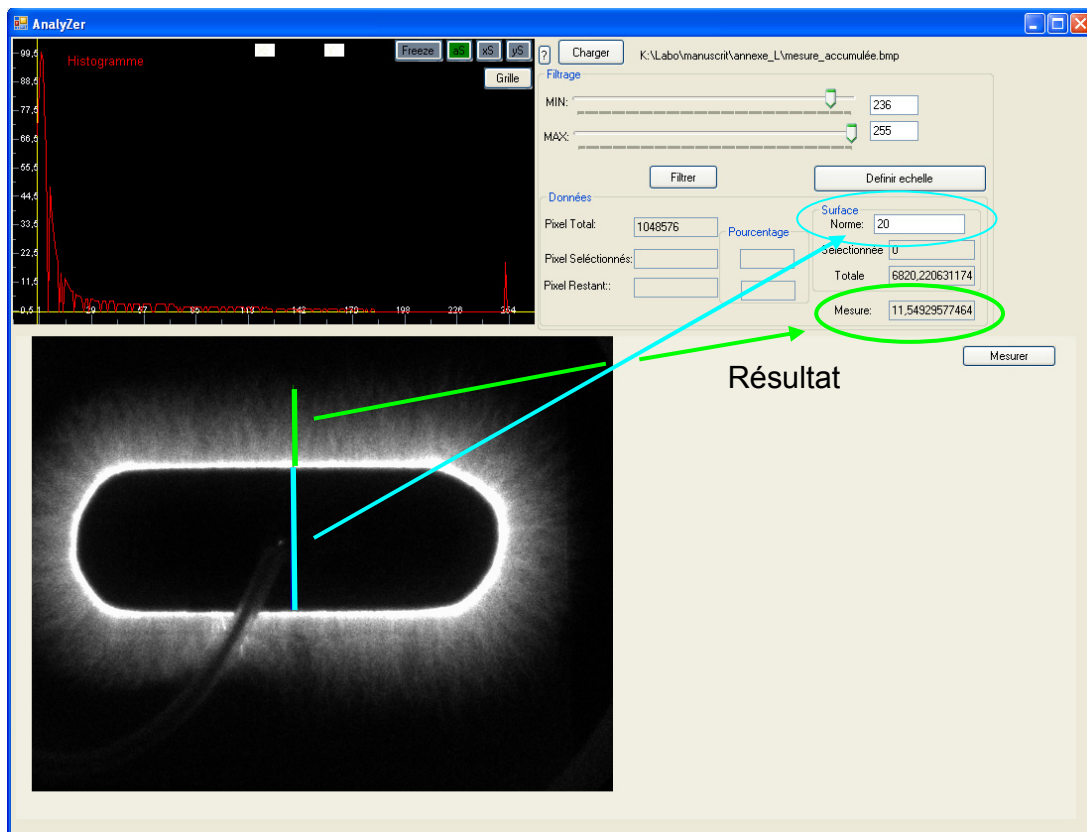 AnalyZer
Histogramme
Freeze aS xS yS
Grille
99,5
88,5
77,5
66,5
55,5
44,5
33,5
22,5
11,5
0,5
1 29 57 85 113 142 170 198 226 254
? Charger K:\Labo\manuscrit\annexe_L\mesure_accumulée.bmp
Filtrage
MIN: 236
MAX: 255
Filtrer Definir echelle
Données
Pixel Total: 1048576
Pixel Seléctionnés:
Pixel Restant::
Pourcentage
Surface
Norme: 20
Sélectionnée 0
Totale 6820,220631174
Mesure: 11,54929577464
Mesurer
Résultat